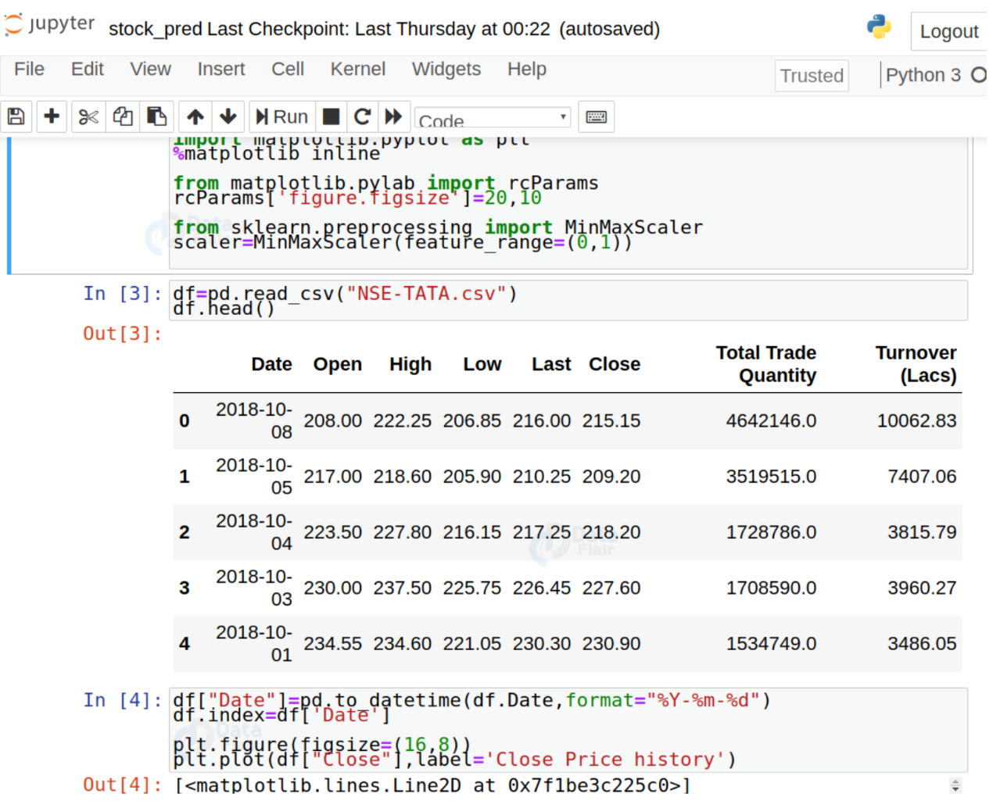 jupyter stock_pred Last Checkpoint: Last Thursday at 00:22 (autosaved) Logout
File Edit View Insert Cell Kernel Widgets Help Trusted Python 3
Run Code
import matplotlib.pyplot as plt
%matplotlib inline
from matplotlib.pylab import rcParams
rcParams['figure.figsize']=20,10
from sklearn.preprocessing import MinMaxScaler
scaler=MinMaxScaler(feature_range=(0,1))
In [3]: df=pd.read_csv("NSE-TATA.csv")
df.head()
Out[3]:
Date Open High Low Last Close Total Trade Quantity Turnover (Lacs)
0 2018-10-08 208.00 222.25 206.85 216.00 215.15 4642146.0 10062.83
1 2018-10-05 217.00 218.60 205.90 210.25 209.20 3519515.0 7407.06
2 2018-10-04 223.50 227.80 216.15 217.25 218.20 1728786.0 3815.79
3 2018-10-03 230.00 237.50 225.75 226.45 227.60 1708590.0 3960.27
4 2018-10-01 234.55 234.60 221.05 230.30 230.90 1534749.0 3486.05
Data Flair
In [4]: df["Date"]=pd.to_datetime(df.Date,format="%Y-%m-%d")
df.index=df['Date']
plt.figure(figsize=(16,8))
plt.plot(df["Close"],label='Close Price history')
Out[4]: [<matplotlib.lines.Line2D at 0x7f1be3c225c0>]